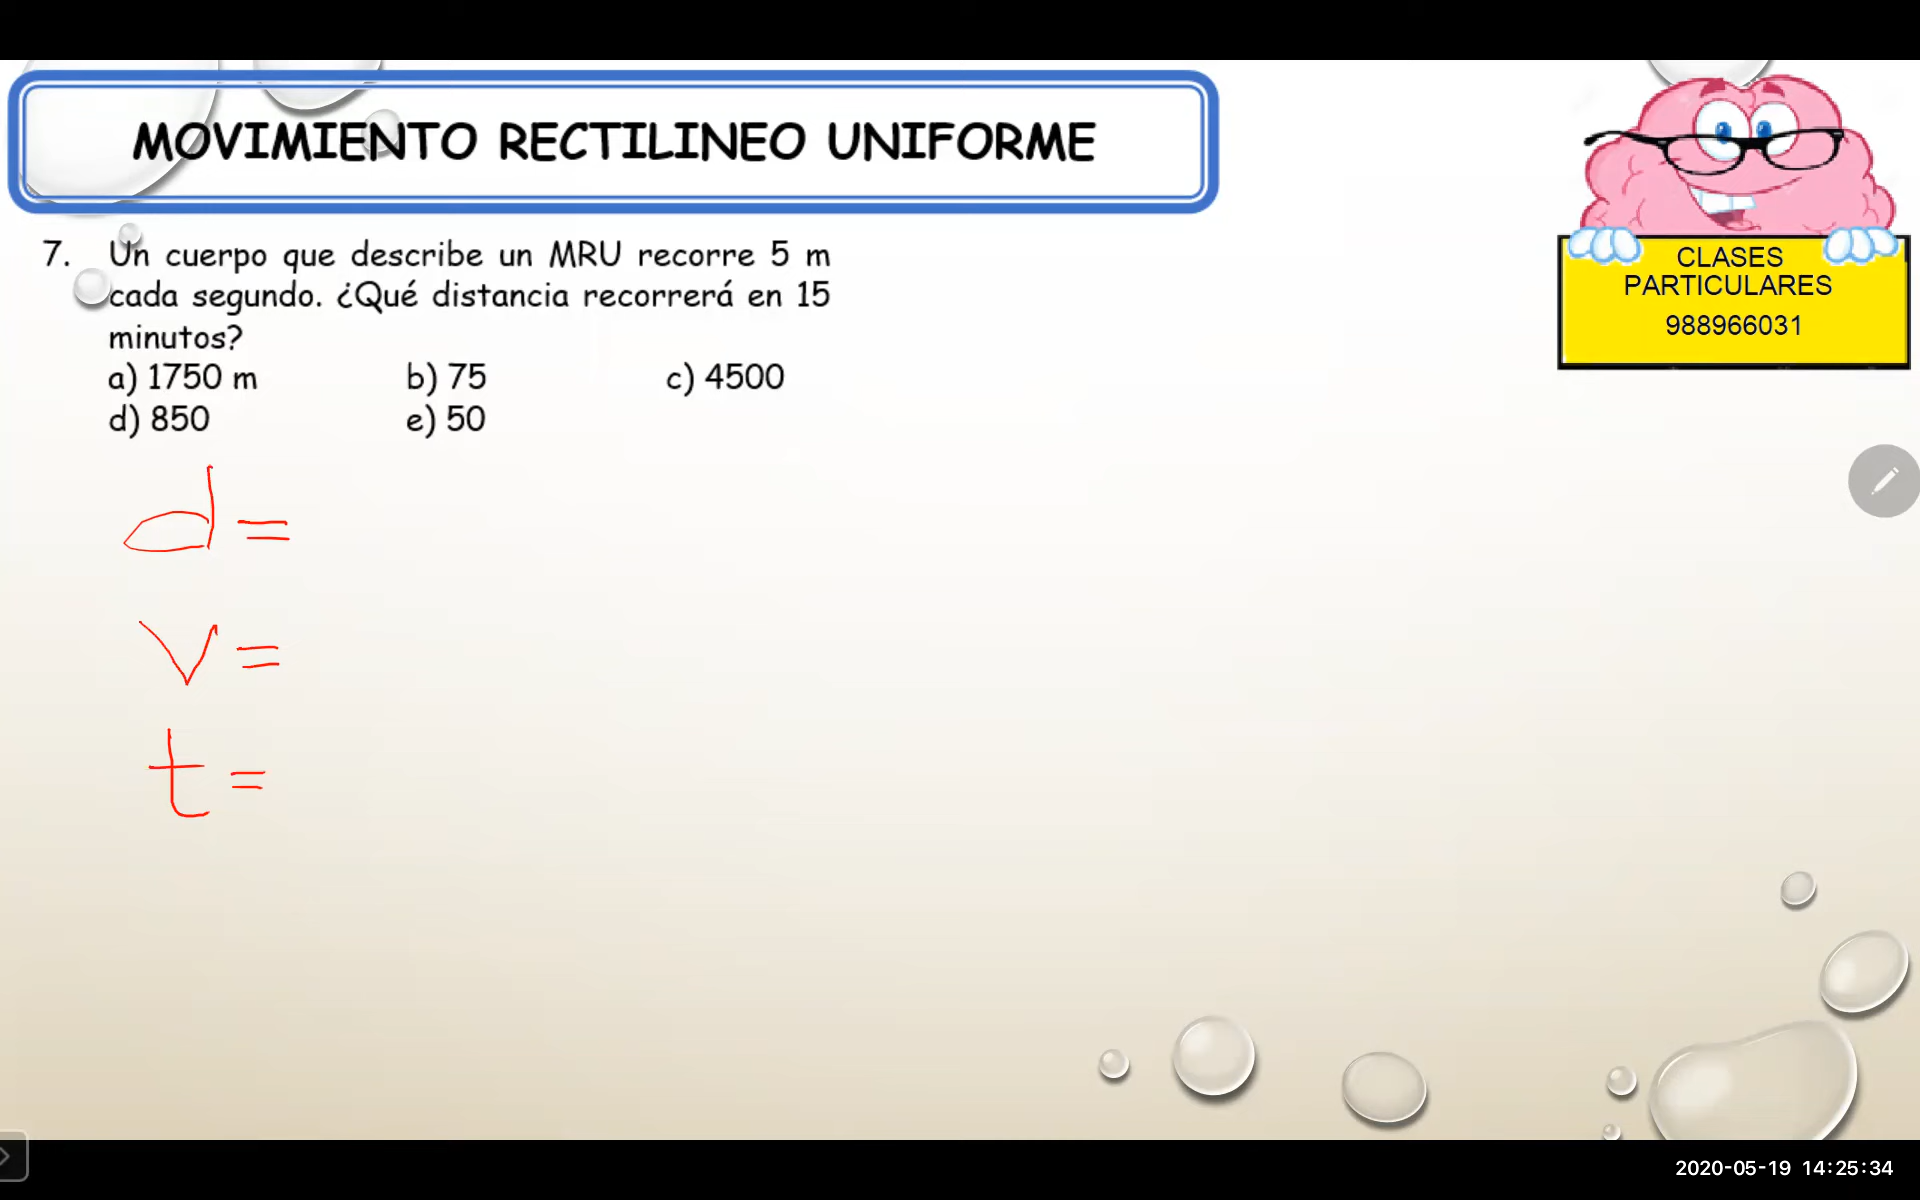 MOVIMIENTO RECTILINEO UNIFORME
7. Un cuerpo que describe un MRU recorre 5 m
cada segundo. ¿Qué distancia recorrerá en 15
minutos?
a) 1750 m b) 75 c) 4500
d) 850 e) 50
d =
v =
t =
CLASES
PARTICULARES
988966031
2020-05-19 14:25:34